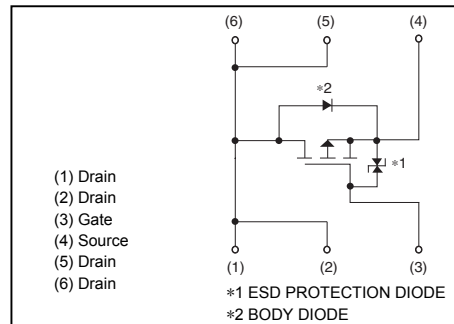 (6) (5) (4)
∗2
∗1
(1) Drain
(2) Drain
(3) Gate
(4) Source
(5) Drain
(6) Drain
(1) (2) (3)
∗1 ESD PROTECTION DIODE
∗2 BODY DIODE